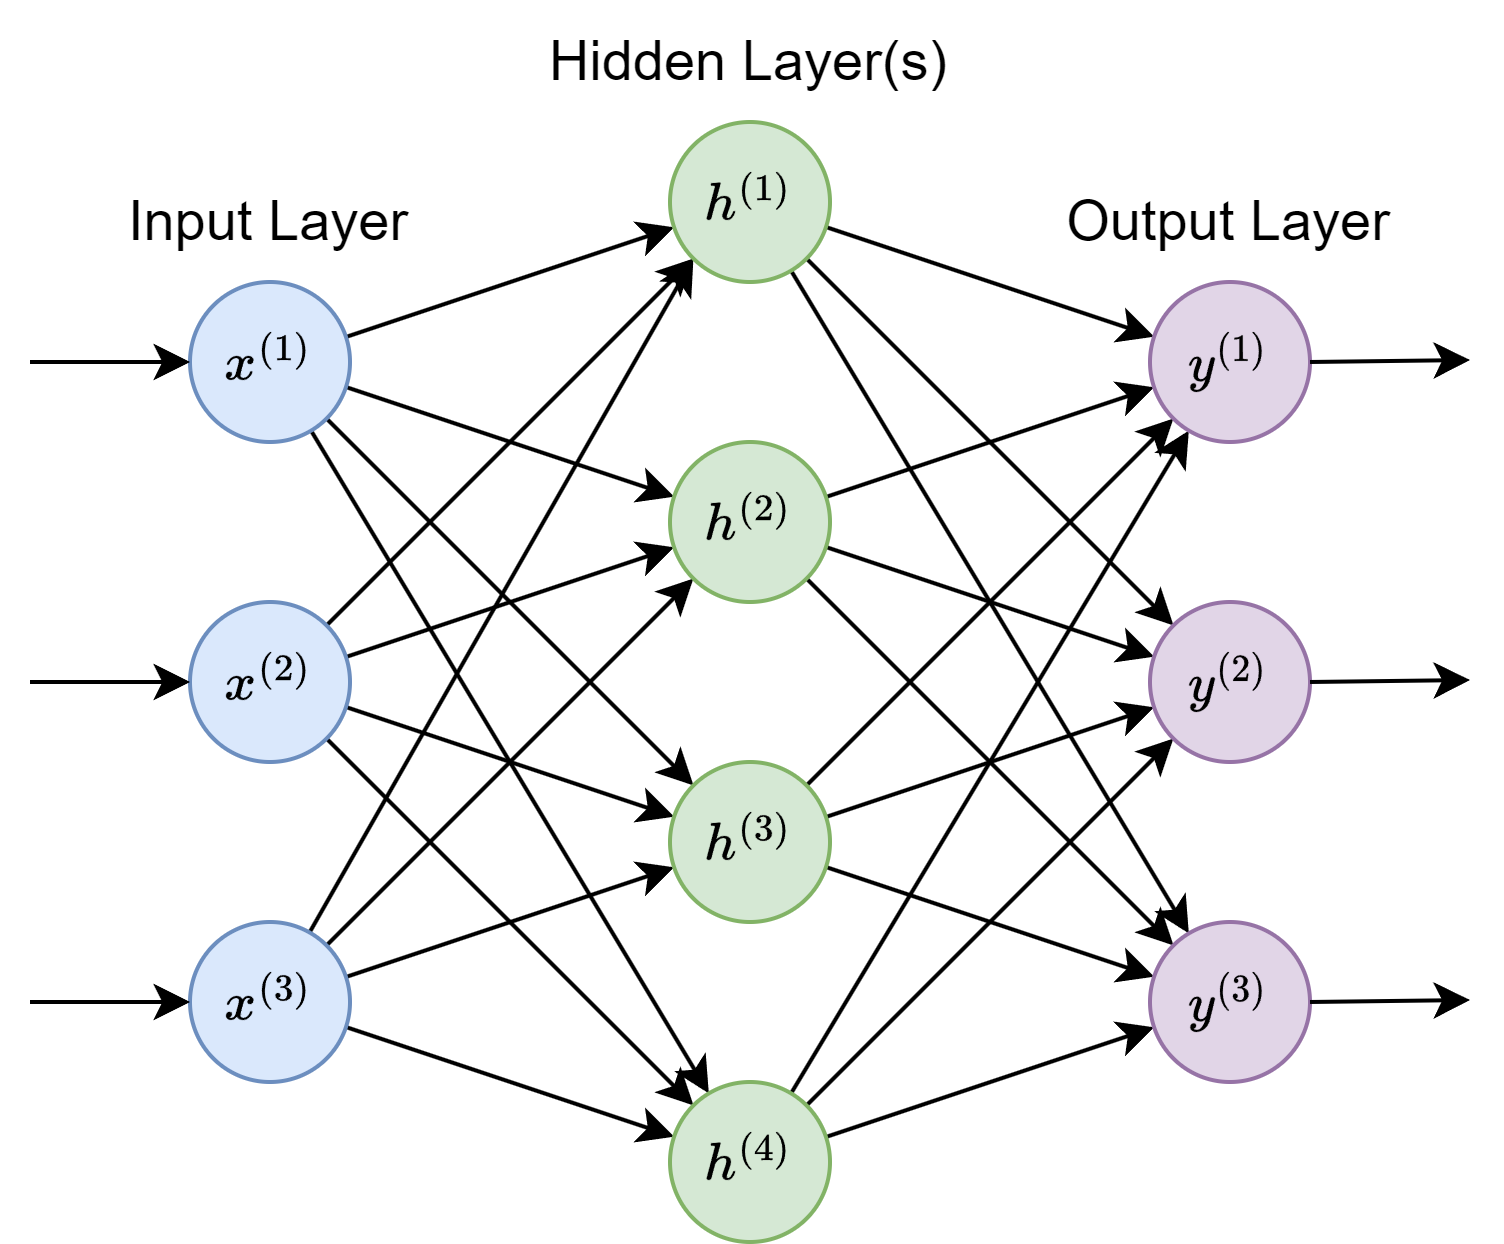 Hidden Layer(s)
Input Layer
Output Layer
h^{(1)}
x^{(1)}
y^{(1)}
h^{(2)}
x^{(2)}
y^{(2)}
h^{(3)}
x^{(3)}
y^{(3)}
h^{(4)}